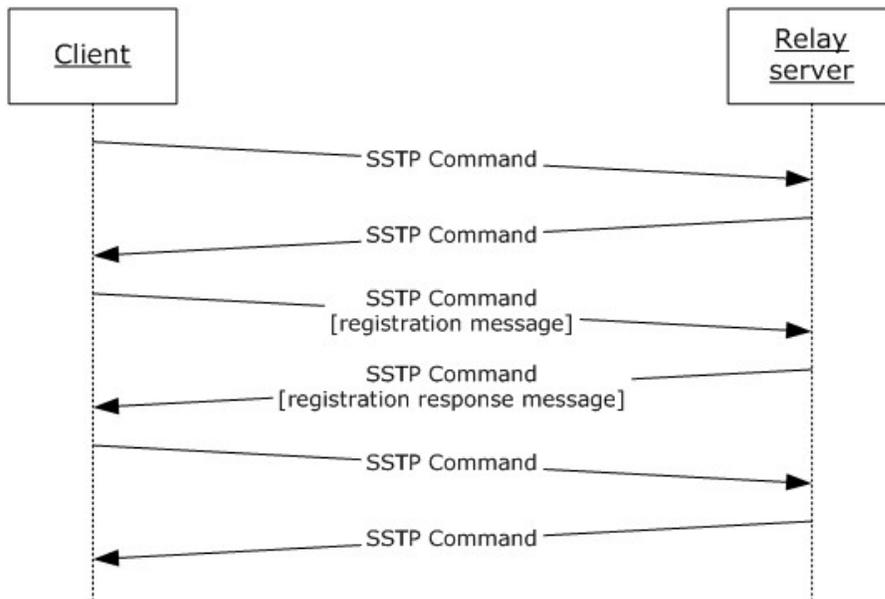 Client
Relay
server
SSTP Command
SSTP Command
SSTP Command
[registration message]
SSTP Command
[registration response message]
SSTP Command
SSTP Command